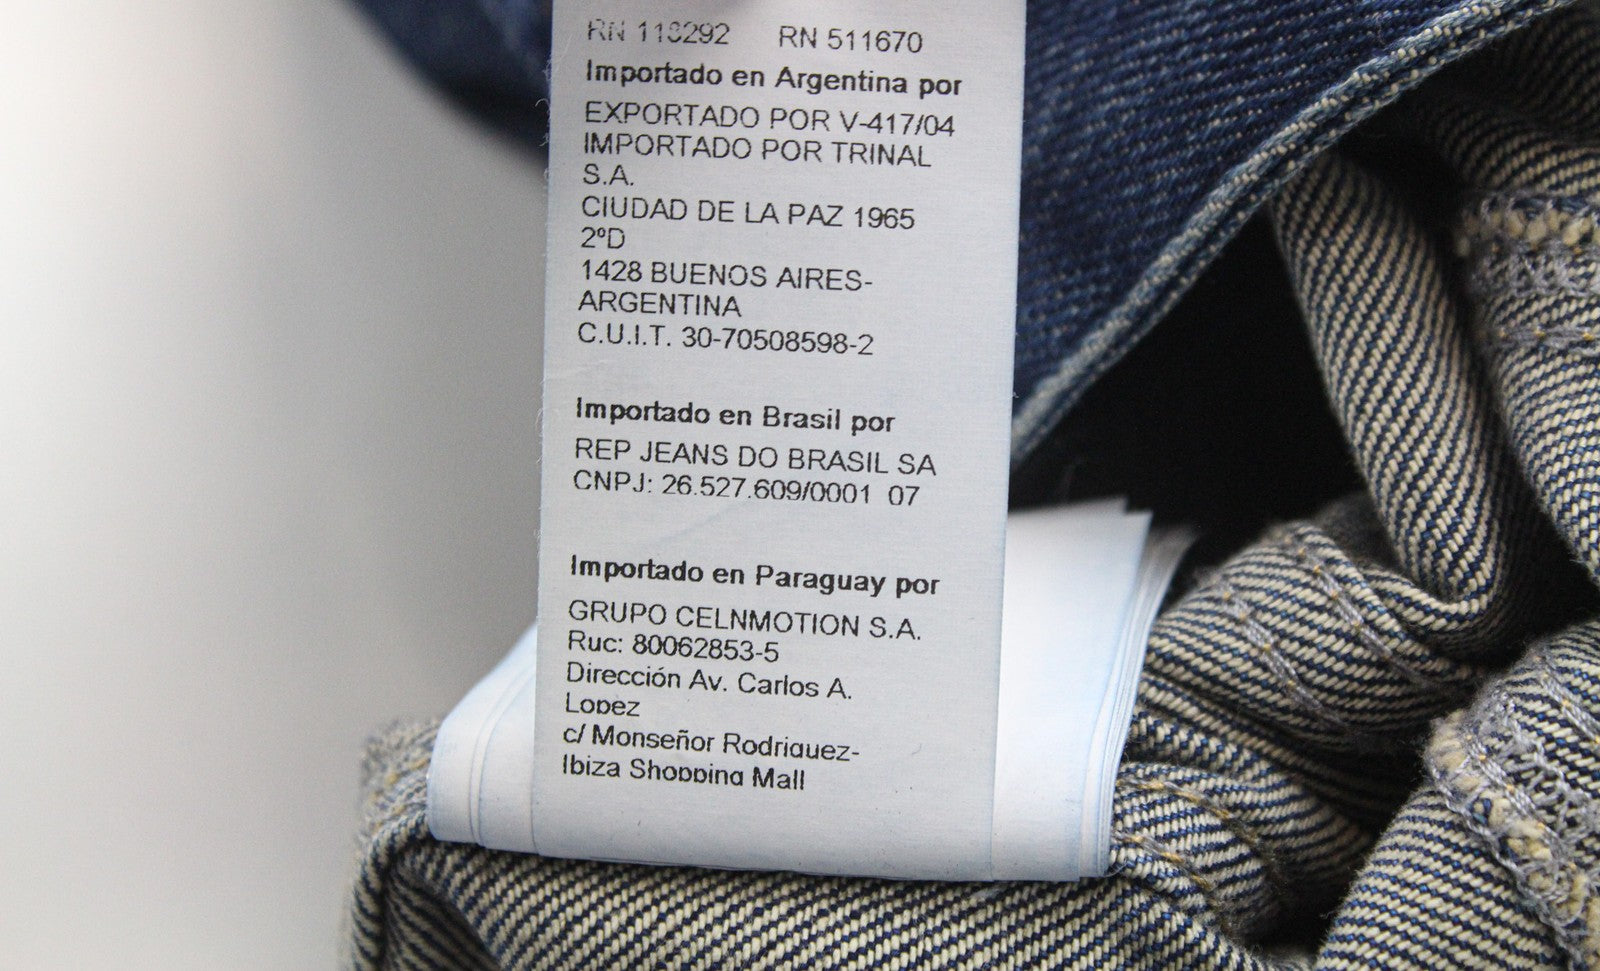 RN 511670
Importado en Argentina por
EXPORTADO POR V-417/04
IMPORTADO POR TRINAL
S.A.
CIUDAD DE LA PAZ 1965
2ºD
1428 BUENOS AIRES-
ARGENTINA
C.U.I.T. 30-70508598-2
Importado en Brasil por
REP JEANS DO BRASIL SA
CNPJ: 26.527.609/0001 07
Importado en Paraguay por
GRUPO CELNMOTION S.A.
Ruc: 80062853-5
Dirección Av. Carlos A.
Lopez
c/ Monseñor Rodriguez-
Ibiza Shopping Mall